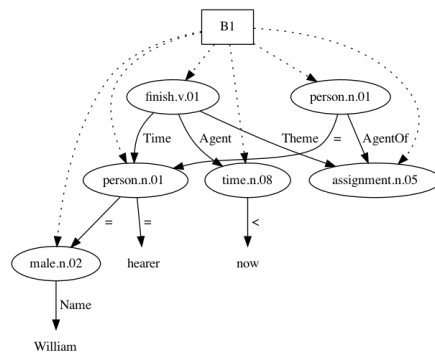 B1
finish.v.01
person.n.01
Time
Agent
Theme
=
AgentOf
person.n.01
time.n.08
assignment.n.05
=
=
<
male.n.02
hearer
now
Name
William